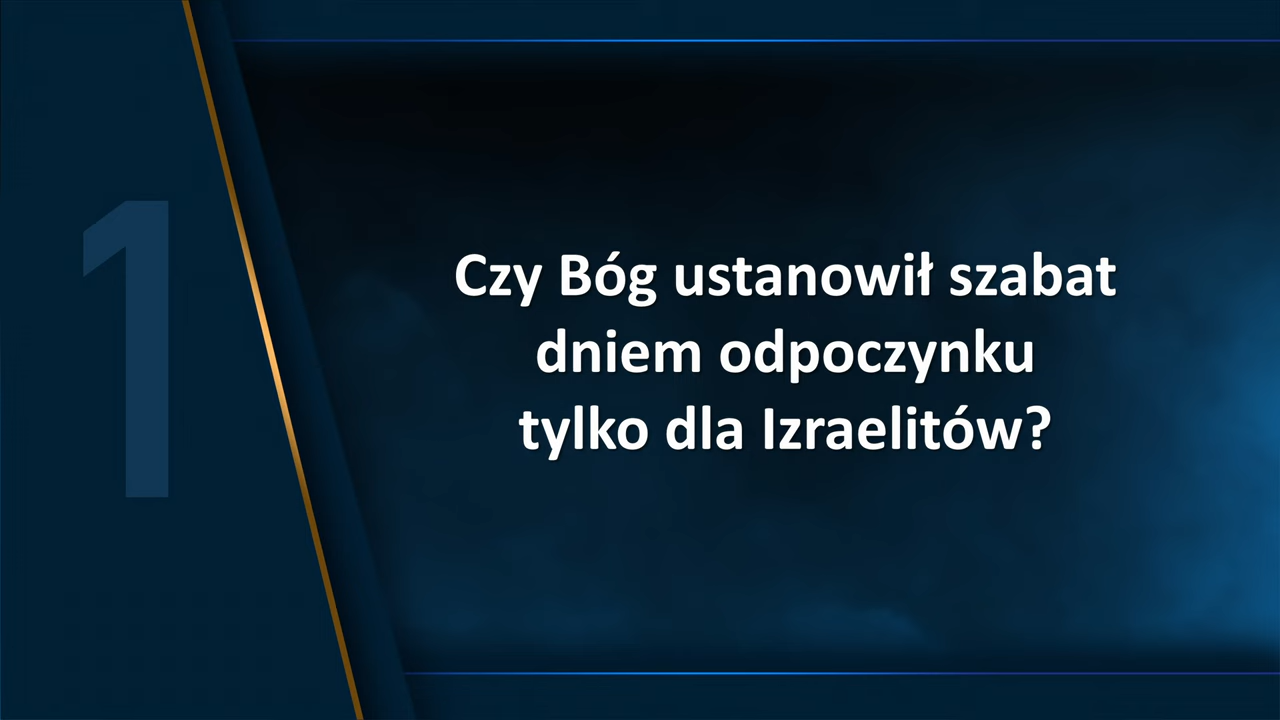 1
Czy Bóg ustanowił szabat
dniem odpoczynku
tylko dla Izraelitów?